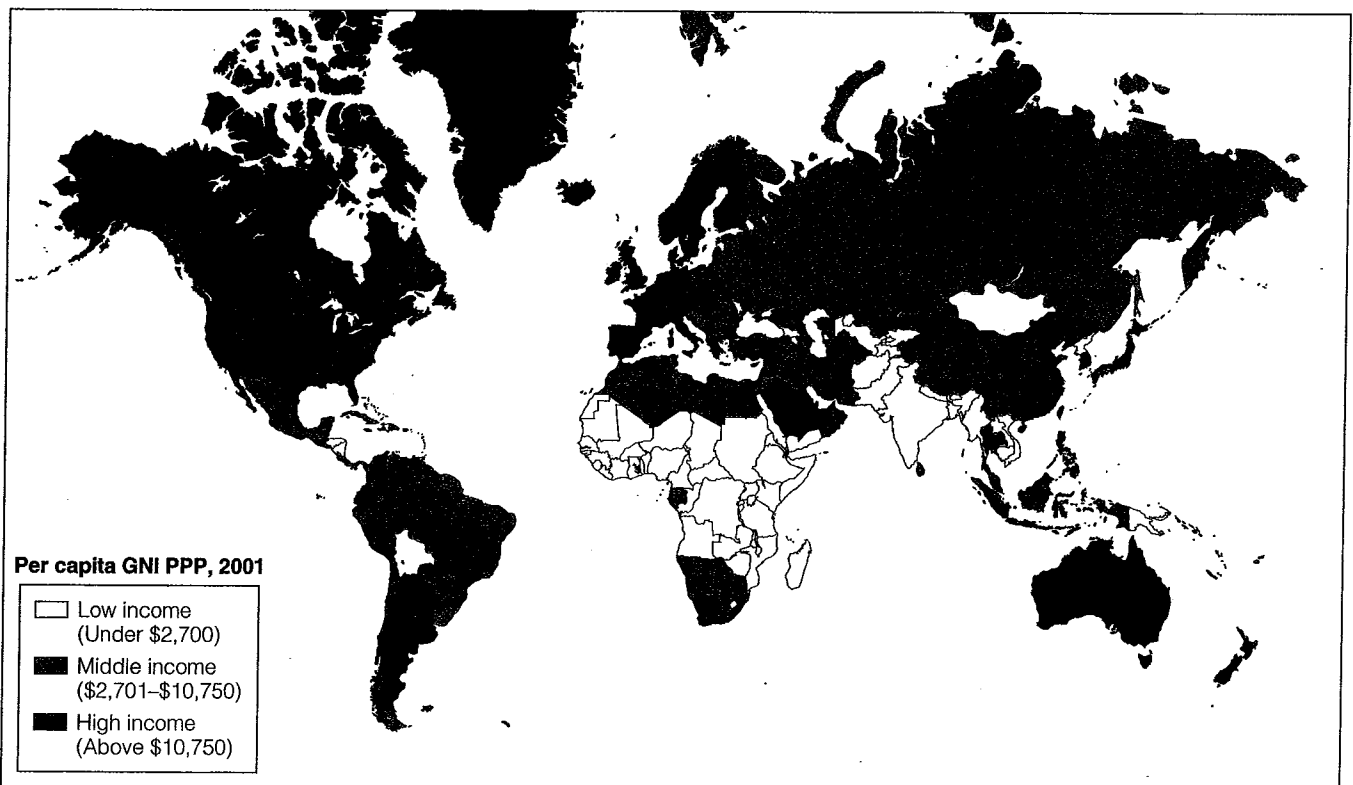 Per capita GNI PPP, 2001
Low income
(Under $2,700)
Middle income
($2,701–$10,750)
High income
(Above $10,750)